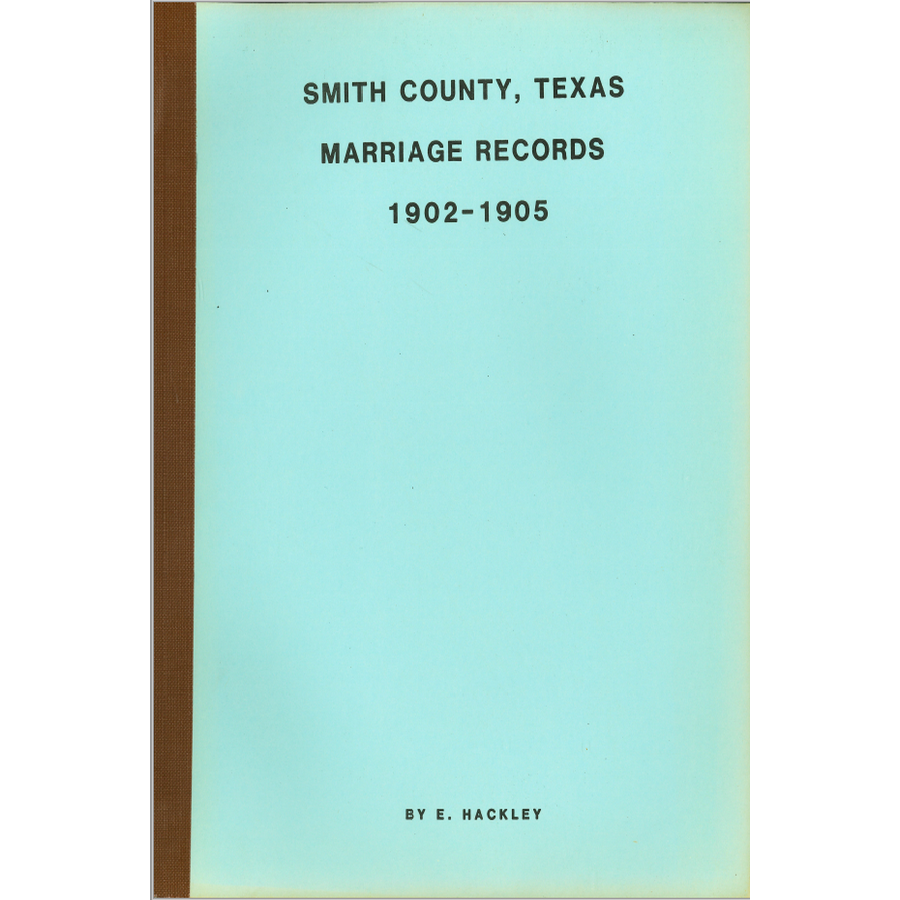 SMITH COUNTY, TEXAS
MARRIAGE RECORDS
1902-1905
BY E. HACKLEY